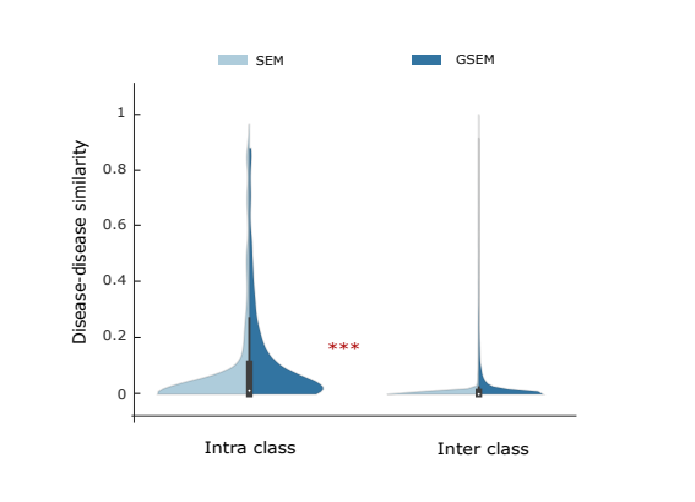 SEM
GSEM
Disease-disease similarity
1
0.8
0.6
0.4
0.2
0
***
Intra class
Inter class